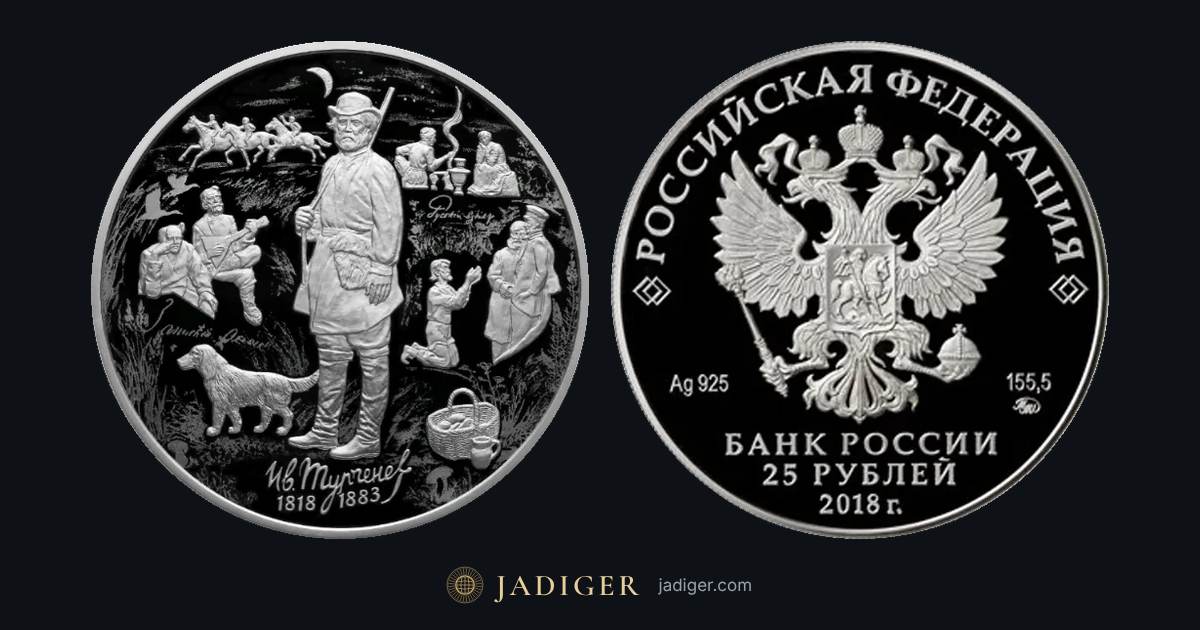 Ив. Тургенев
1818 1883
РОССИЙСКАЯ ФЕДЕРАЦИЯ
Ag 925
155,5
БАНК РОССИИ
25 РУБЛЕЙ
2018 г.
JADIGER
jadiger.com